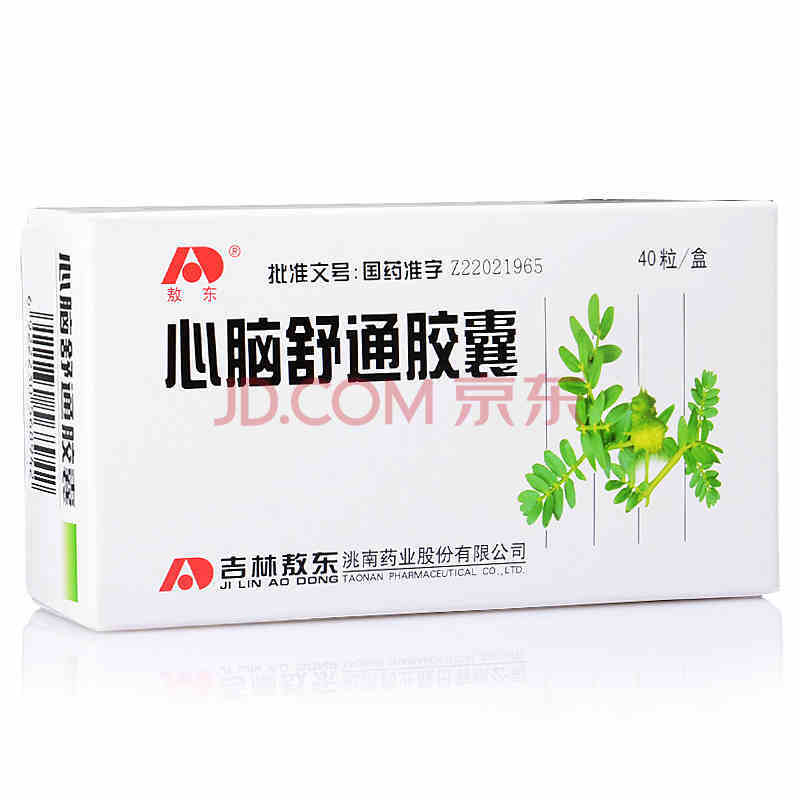 敖东®
批准文号:国药准字 Z22021965
40粒/盒
心脑舒通胶囊
JD.COM 京东
吉林敖东
JI LIN AO DONG
洮南药业股份有限公司
TAONAN PHARMACEUTICAL CO.,LTD.
心脑舒通胶囊